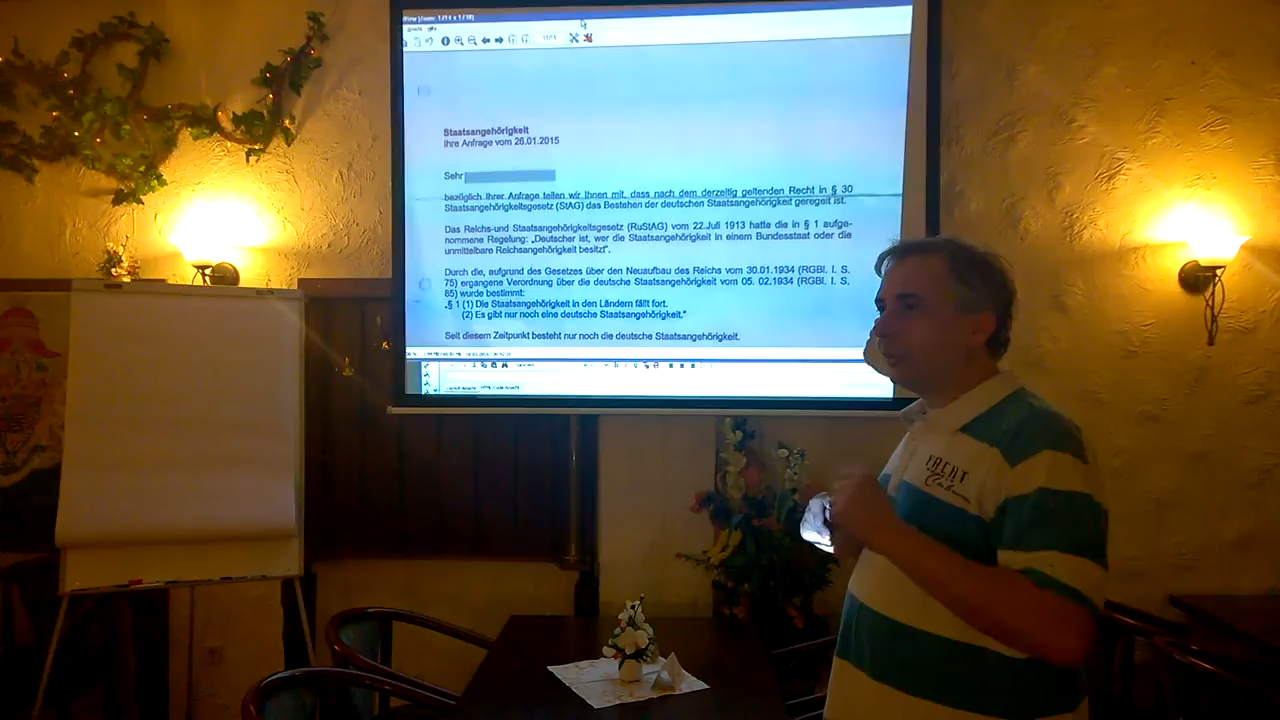 Staatsangehörigkeit
Ihre Anfrage vom 26.01.2015
Sehr
bezüglich Ihrer Anfrage teilen wir Ihnen mit, dass nach dem derzeitig geltenden Recht in § 30
Staatsangehörigkeitsgesetz (StAG) das Bestehen der deutschen Staatsangehörigkeit geregelt ist.
Das Reichs-und Staatsangehörigkeitsgesetz (RuStAG) vom 22.Juli 1913 hatte die in § 1 aufge-
nommene Regelung: „Deutscher ist, wer die Staatsangehörigkeit in einem Bundesstaat oder die
unmittelbare Reichsangehörigkeit besitzt".
Durch die, aufgrund des Gesetzes über den Neuaufbau des Reichs vom 30.01.1934 (RGBl. I. S.
75) ergangene Verordnung über die deutsche Staatsangehörigkeit vom 05. 02.1934 (RGBl. I. S.
85) wurde bestimmt:
„§ 1 (1) Die Staatsangehörigkeit in den Ländern fällt fort.
(2) Es gibt nur noch eine deutsche Staatsangehörigkeit."
Seit diesem Zeitpunkt besteht nur noch die deutsche Staatsangehörigkeit.
YACHT